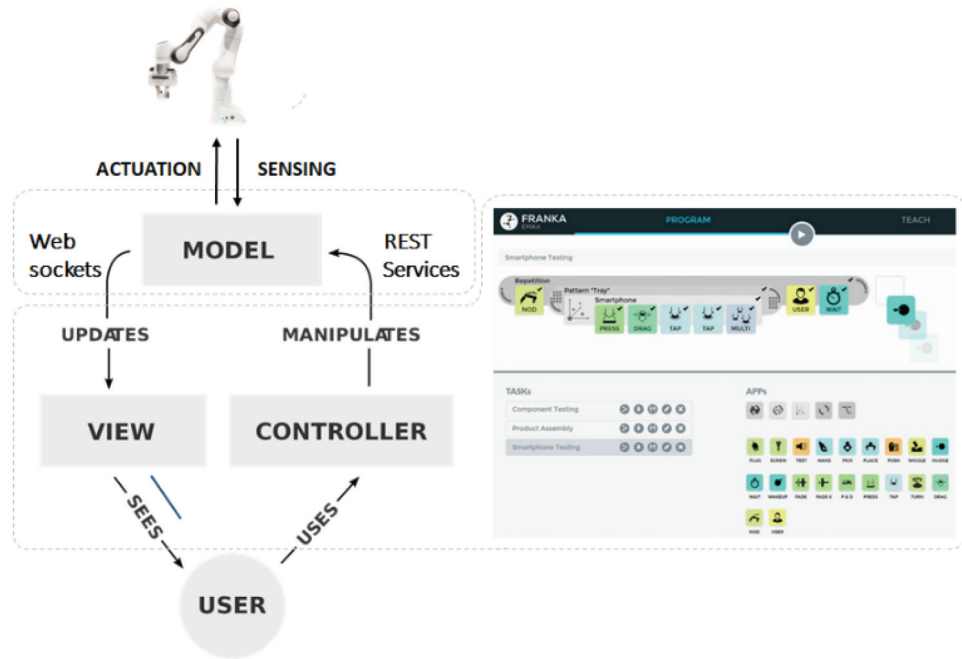 ACTUATION
SENSING
Web
sockets
MODEL
REST
Services
UPDATES
MANIPULATES
VIEW
CONTROLLER
SEES
USES
USER
FRANKA
EMIKA
PROGRAM
TEACH
Smartphone Testing
Repetition
NOD
Pattern "Tray"
Smartphone
PRESS
DRAG
TAP
TAP
MULTI
USER
WAIT
TASKs
Component Testing
Product Assembly
Smartphone Testing
APPs
PLUG SCREW TEST HAND PICK PLACE PUSH WIGGLE NUDGE
WAIT WAKEUP FADE FADE X P & D PRESS TAP TURN DRAG
NOD USER